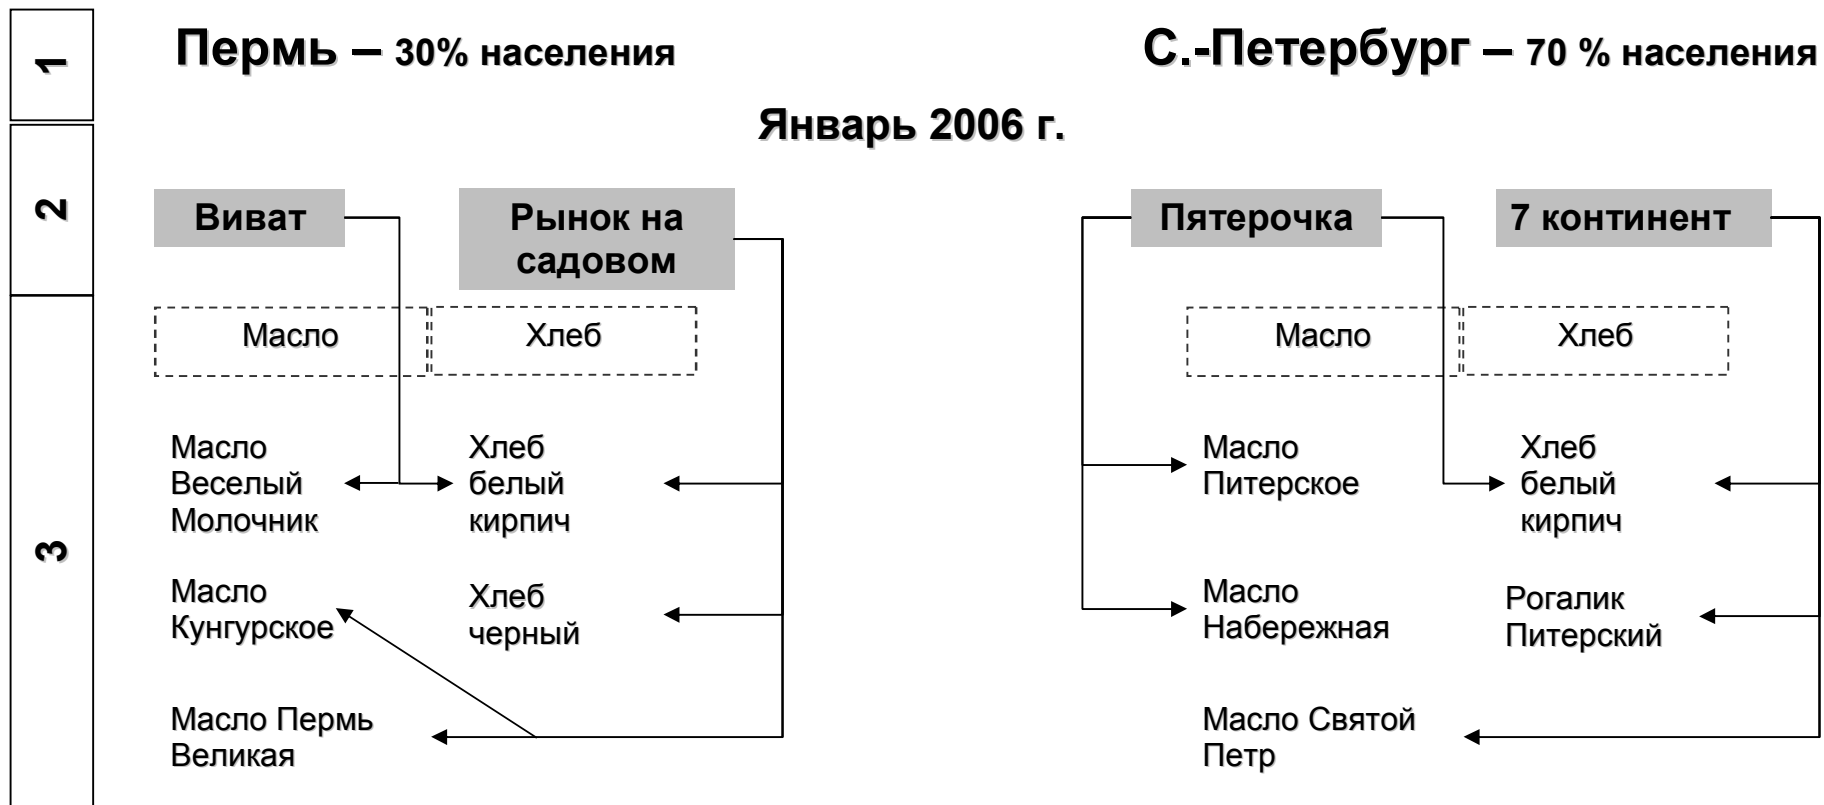 1
Пермь – 30% населения
С.-Петербург – 70 % населения
Январь 2006 г.
2
Виват
Рынок на
садовом
Пятерочка
7 континент
3
Масло
Хлеб
Масло
Хлеб
Масло
Веселый
Молочник
Хлеб
белый
кирпич
Масло
Питерское
Хлеб
белый
кирпич
Масло
Кунгурское
Хлеб
черный
Масло
Набережная
Рогалик
Питерский
Масло Пермь
Великая
Масло Святой
Петр